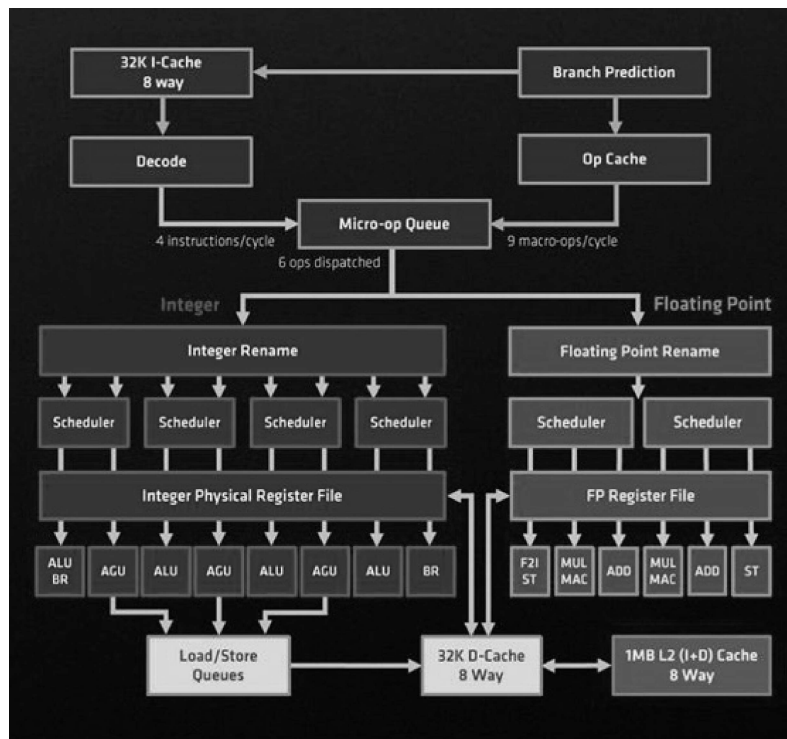 32K I-Cache
8 way
Branch Prediction
Decode
Op Cache
Micro-op Queue
4 instructions/cycle
9 macro-ops/cycle
6 ops dispatched
Integer
Floating Point
Integer Rename
Floating Point Rename
Scheduler
Scheduler
Scheduler
Scheduler
Scheduler
Scheduler
Integer Physical Register File
FP Register File
ALU
BR
AGU
ALU
AGU
ALU
AGU
ALU
BR
F2I
ST
MUL
MAC
ADD
MUL
MAC
ADD
ST
Load/Store
Queues
32K D-Cache
8 Way
1MB L2 (I+D) Cache
8 Way